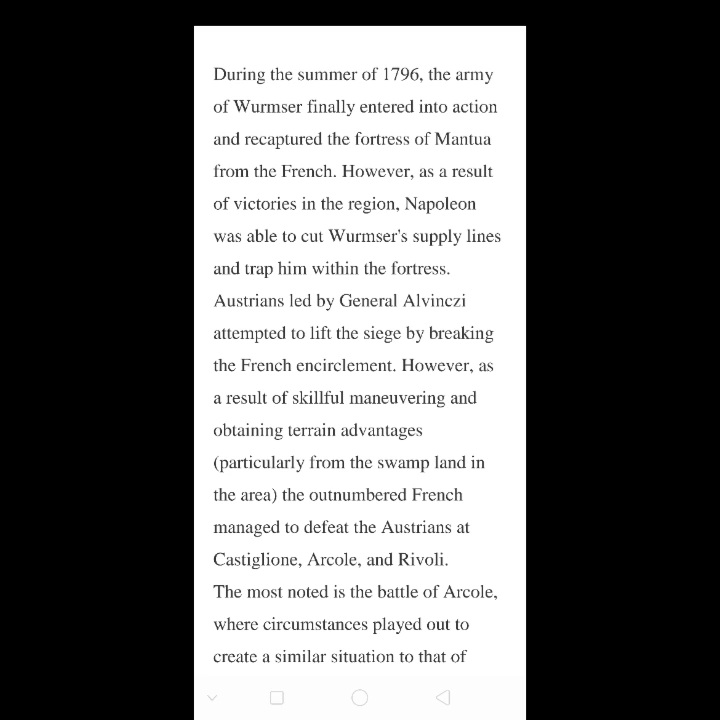 During the summer of 1796, the army
of Wurmser finally entered into action
and recaptured the fortress of Mantua
from the French. However, as a result
of victories in the region, Napoleon
was able to cut Wurmser's supply lines
and trap him within the fortress.
Austrians led by General Alvinczi
attempted to lift the siege by breaking
the French encirclement. However, as
a result of skillful maneuvering and
obtaining terrain advantages
(particularly from the swamp land in
the area) the outnumbered French
managed to defeat the Austrians at
Castiglione, Arcole, and Rivoli.
The most noted is the battle of Arcole,
where circumstances played out to
create a similar situation to that of